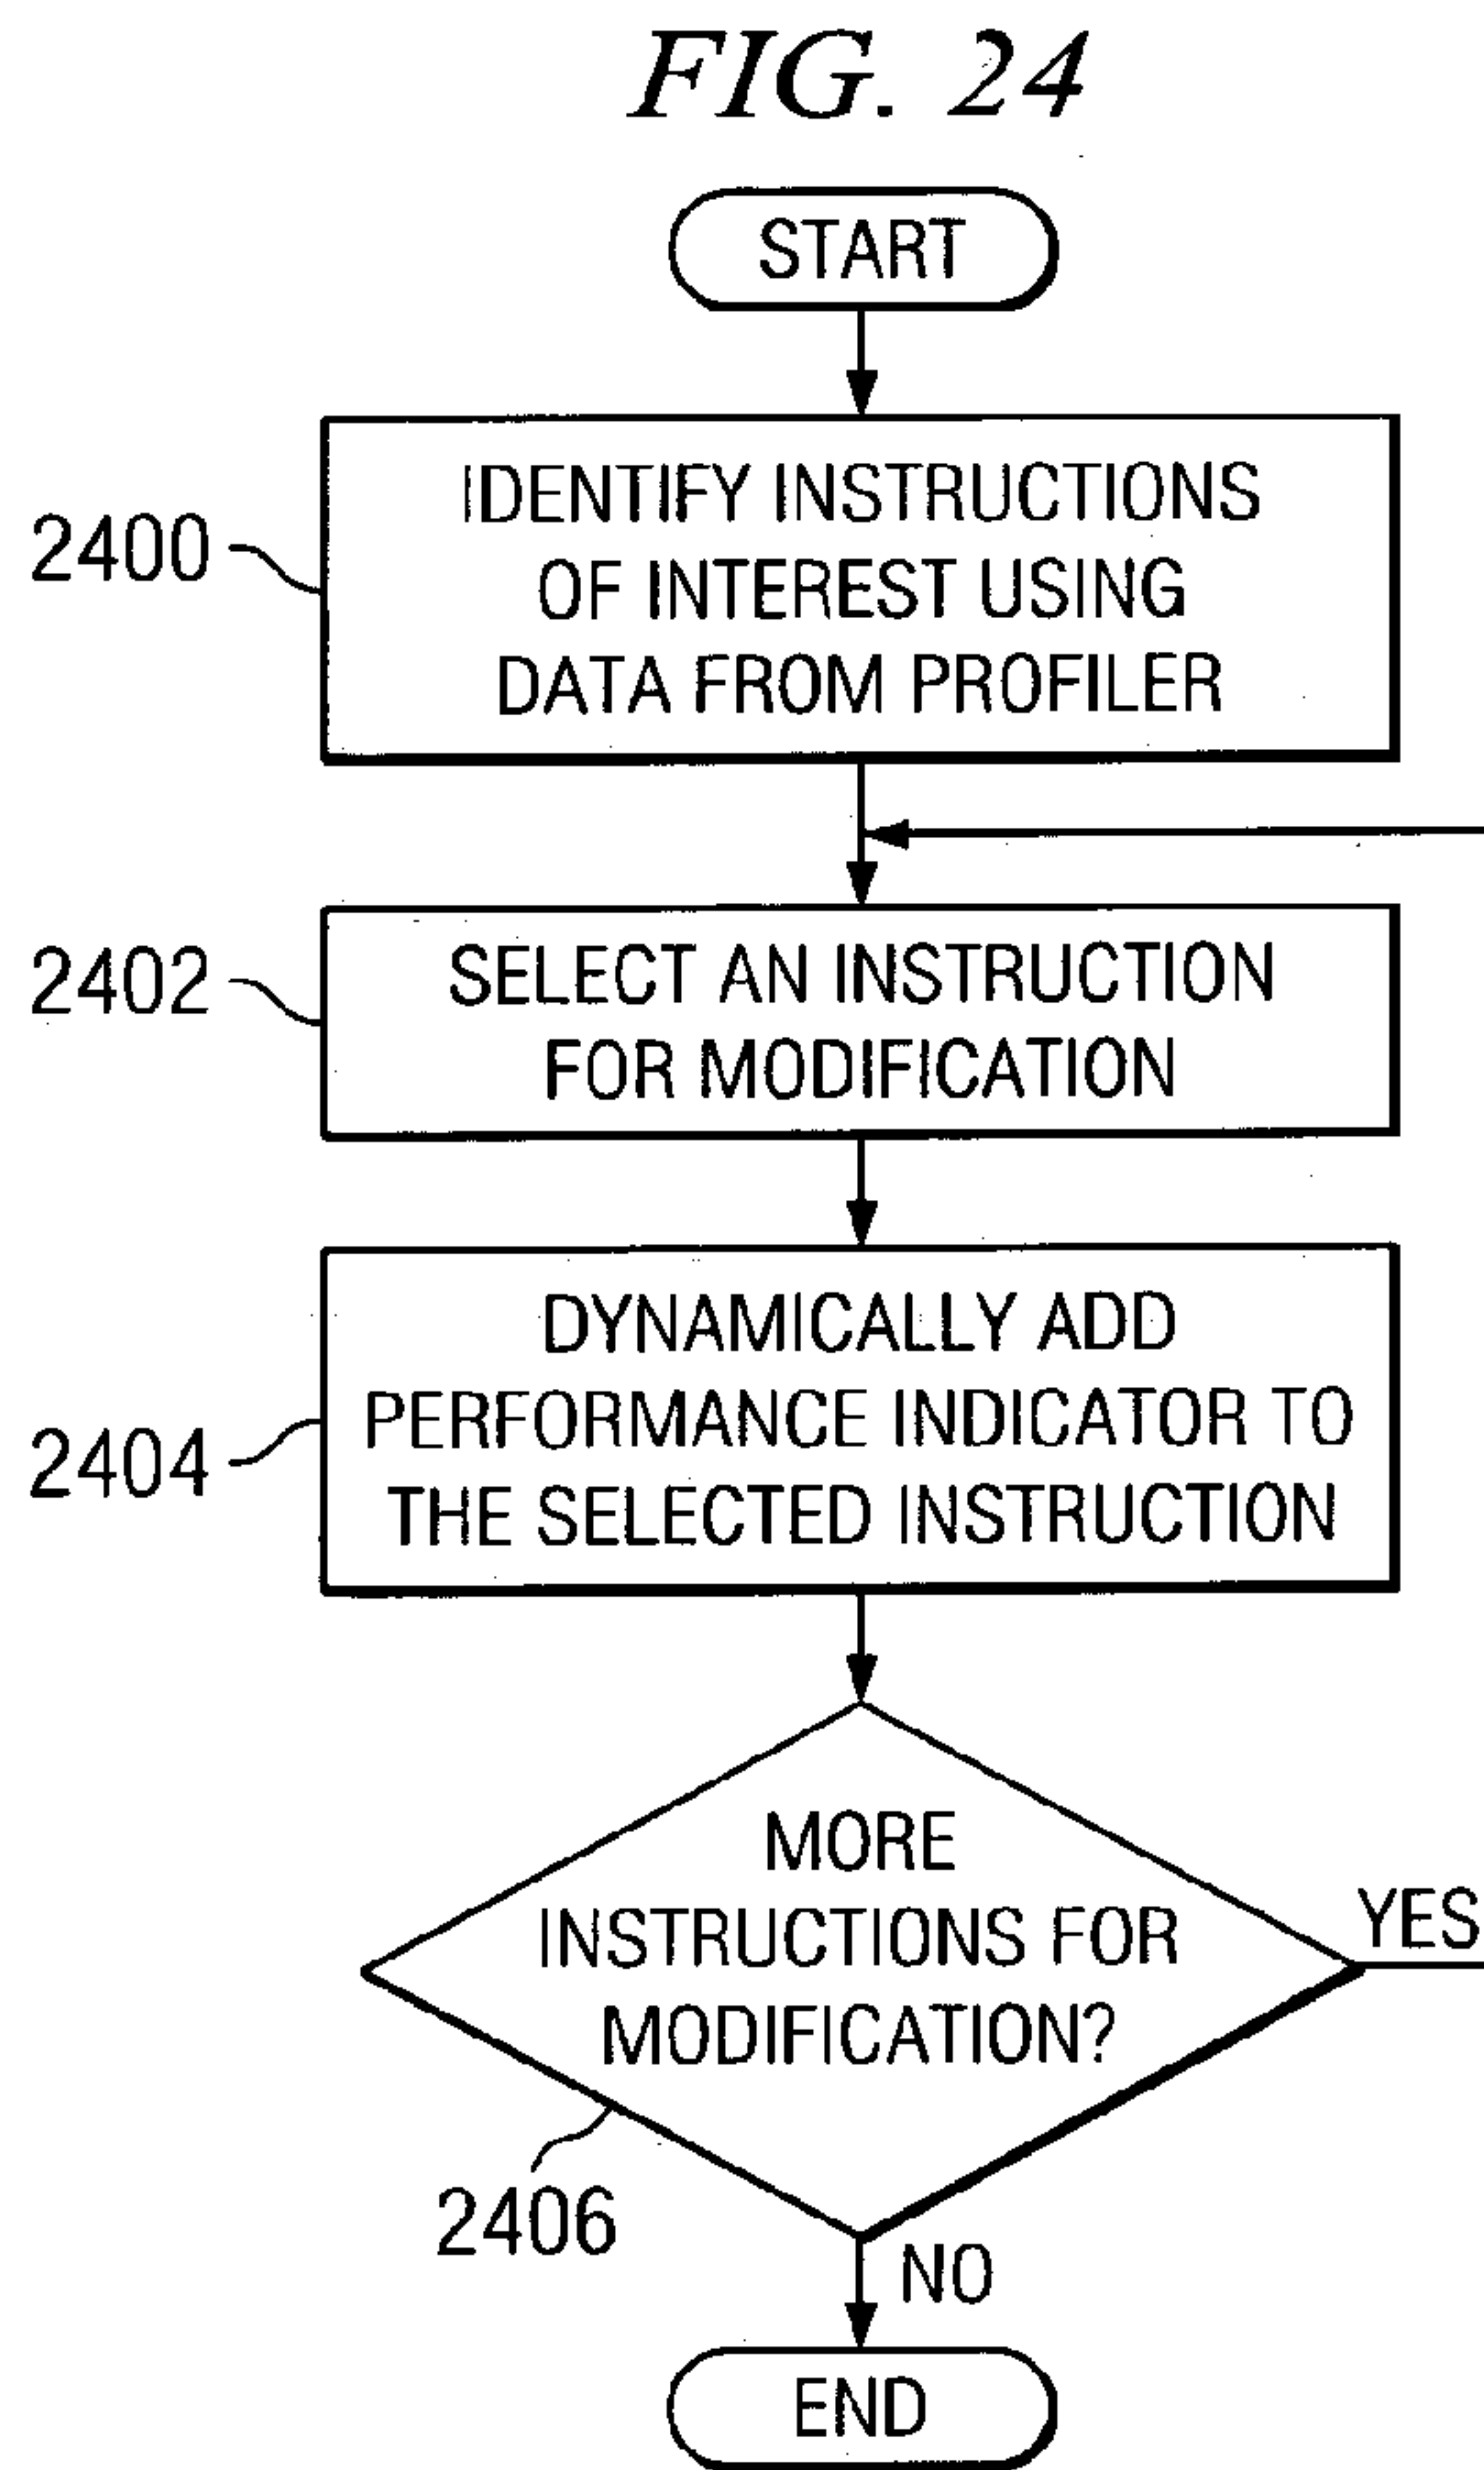 FIG. 24
START
2400
IDENTIFY INSTRUCTIONS
OF INTEREST USING
DATA FROM PROFILER
2402
SELECT AN INSTRUCTION
FOR MODIFICATION
2404
DYNAMICALLY ADD
PERFORMANCE INDICATOR TO
THE SELECTED INSTRUCTION
MORE
INSTRUCTIONS FOR
MODIFICATION?
YES
2406
NO
END